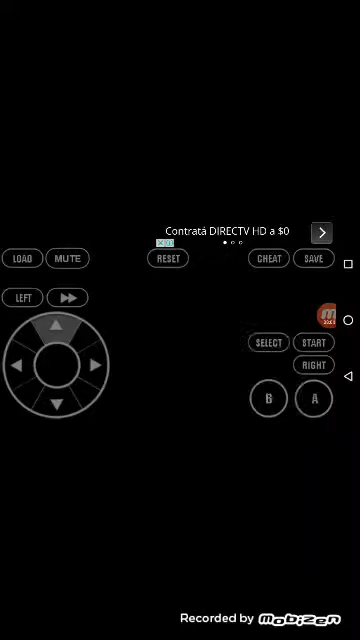 Contratá DIRECTV HD a $0
LOAD MUTE RESET CHEAT SAVE
LEFT
SELECT START
RIGHT
B A
Recorded by Mobizen